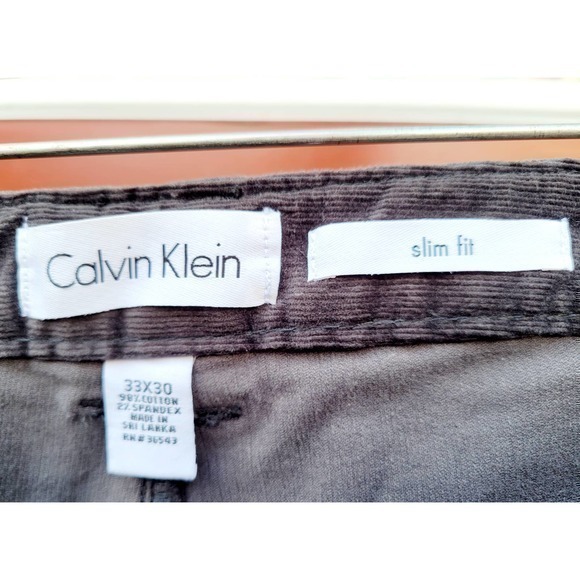 Calvin Klein
slim fit
33X30
98% COTTON
2% SPANDEX
MADE IN
SRI LANKA
RN# 36543